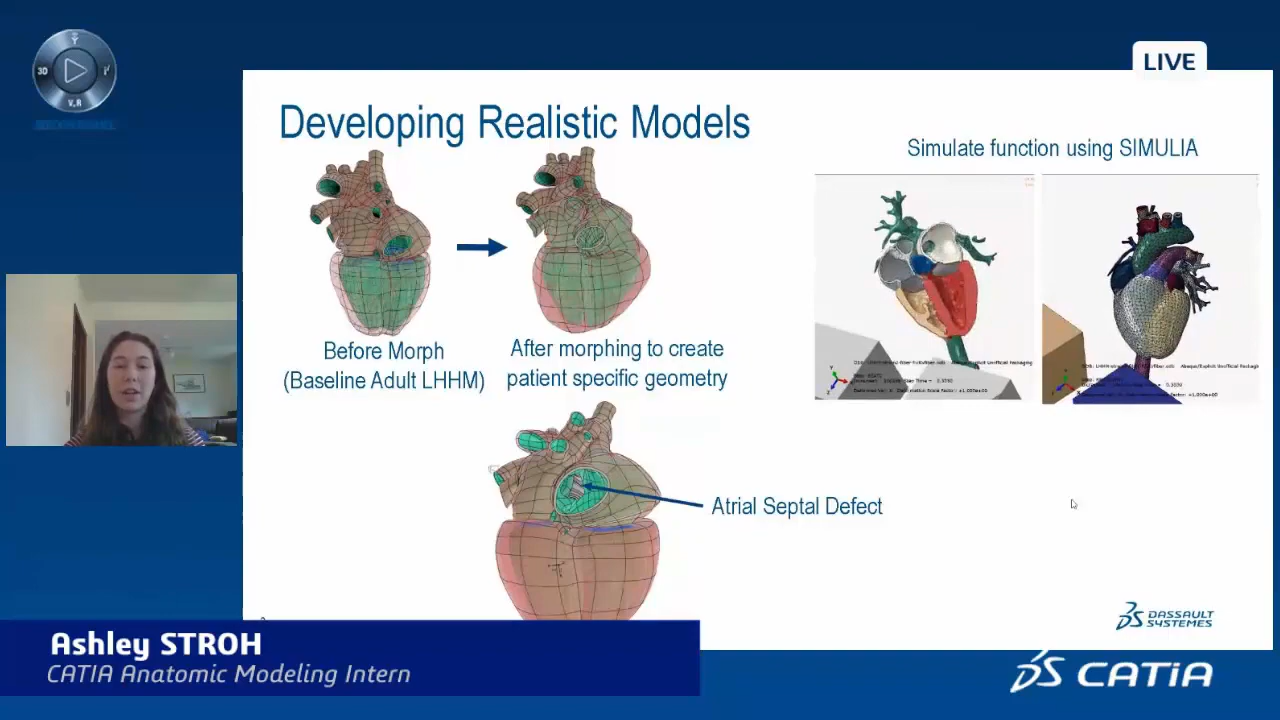 LIVE
3D
V.R
Developing Realistic Models
Simulate function using SIMULIA
Before Morph
(Baseline Adult LHHM)
After morphing to create
patient specific geometry
Atrial Septal Defect
DASSAULT
SYSTEMES
Ashley STROH
CATIA Anatomic Modeling Intern
CATIA